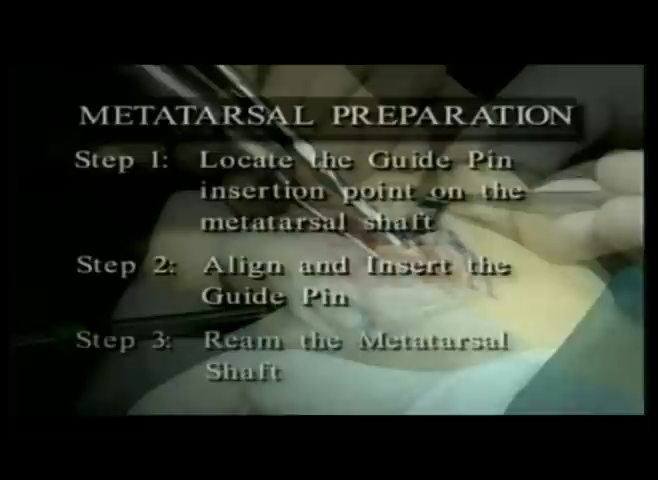 METATARSAL PREPARATION
Step 1: Locate the Guide Pin
insertion point on the
metatarsal shaft
Step 2: Align and Insert the
Guide Pin
Step 3: Ream the Metatarsal
Shaft